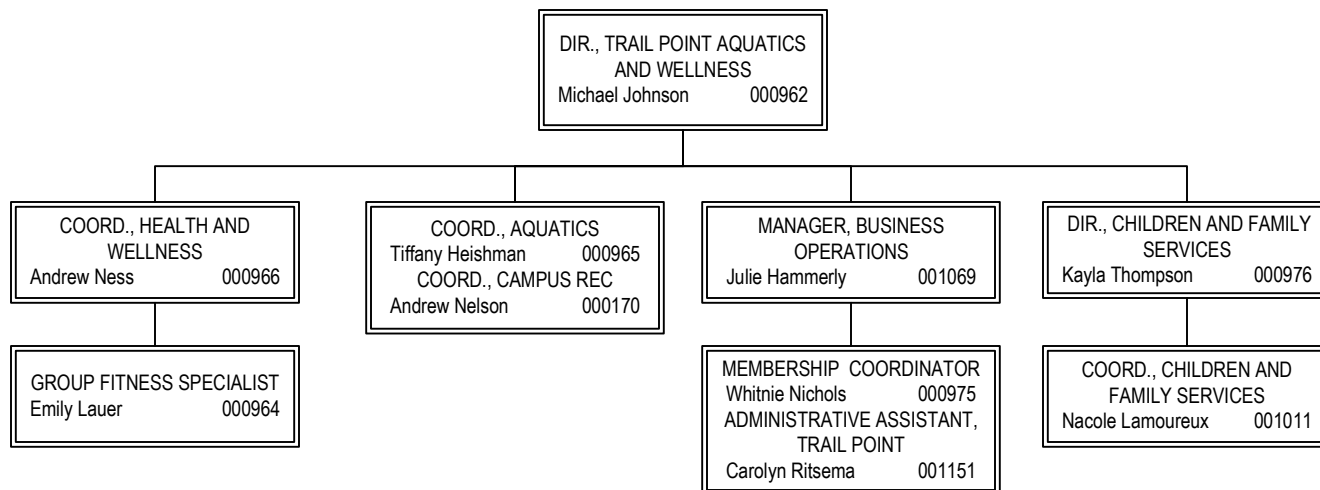 DIR., TRAIL POINT AQUATICS
AND WELLNESS
Michael Johnson 000962
COORD., HEALTH AND
WELLNESS
Andrew Ness 000966
COORD., AQUATICS
Tiffany Heishman 000965
COORD., CAMPUS REC
Andrew Nelson 000170
MANAGER, BUSINESS
OPERATIONS
Julie Hammerly 001069
DIR., CHILDREN AND FAMILY
SERVICES
Kayla Thompson 000976
GROUP FITNESS SPECIALIST
Emily Lauer 000964
MEMBERSHIP COORDINATOR
Whitnie Nichols 000975
ADMINISTRATIVE ASSISTANT,
TRAIL POINT
Carolyn Ritsema 001151
COORD., CHILDREN AND
FAMILY SERVICES
Nacole Lamoureux 001011